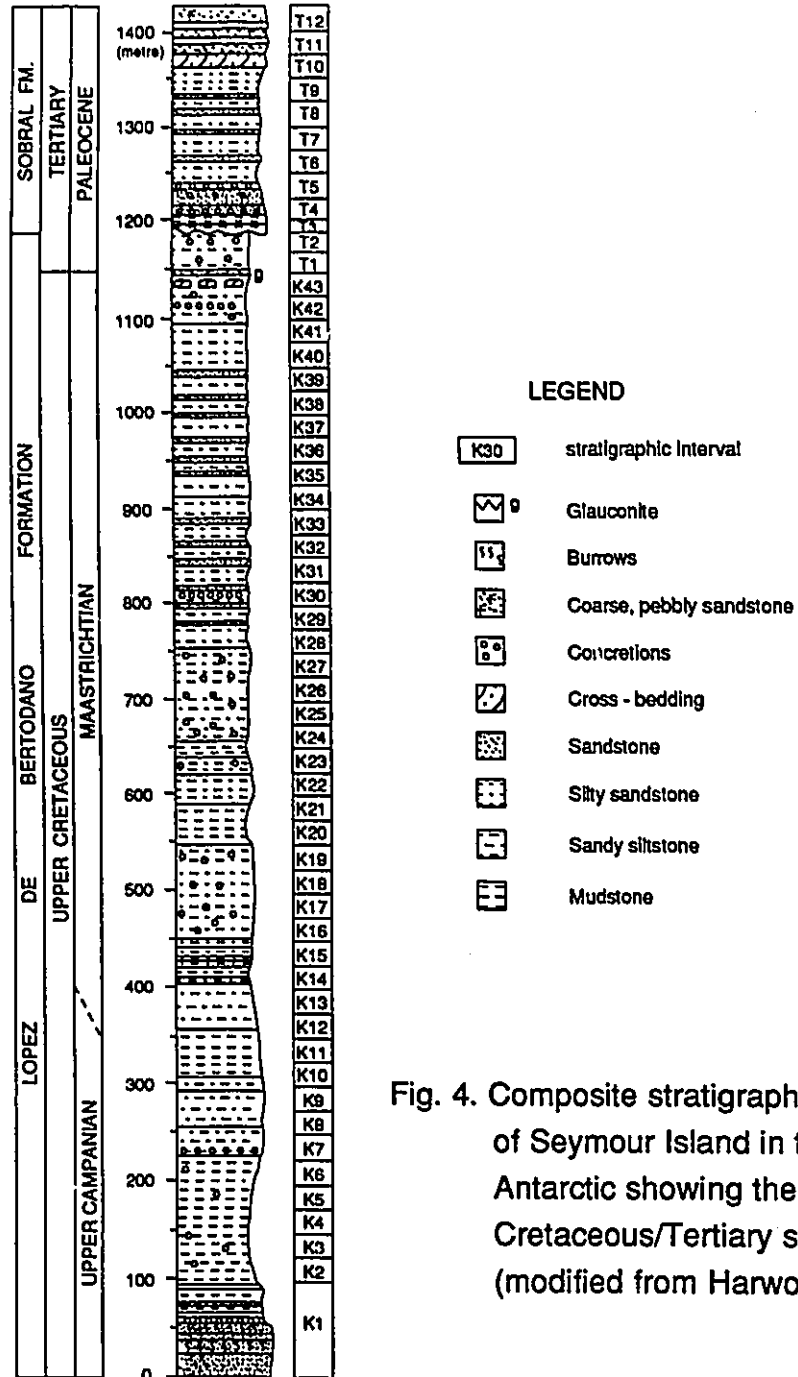 SOBRAL FM.
TERTIARY
PALEOCENE
LOPEZ DE BERTODANO FORMATION
UPPER CRETACEOUS
MAASTRICHTIAN
UPPER CAMPANIAN
1400
(metre)
1300
1200
1100
1000
900
800
700
600
500
400
300
200
100
0
T12
T11
T10
T9
T8
T7
T6
T5
T4
T3
T2
T1
g
K43
K42
K41
K40
K39
K38
K37
K36
K35
K34
K33
K32
K31
K30
K29
K28
K27
K26
K25
K24
K23
K22
K21
K20
K19
K18
K17
K16
K15
K14
K13
K12
K11
K10
K9
K8
K7
K6
K5
K4
K3
K2
K1
LEGEND
K30 stratigraphic interval
g Glauconite
Burrows
Coarse, pebbly sandstone
Concretions
Cross - bedding
Sandstone
Silty sandstone
Sandy siltstone
Mudstone
Fig. 4. Composite stratigraph
of Seymour Island in
Antarctic showing the
Cretaceous/Tertiary s
(modified from Harwo